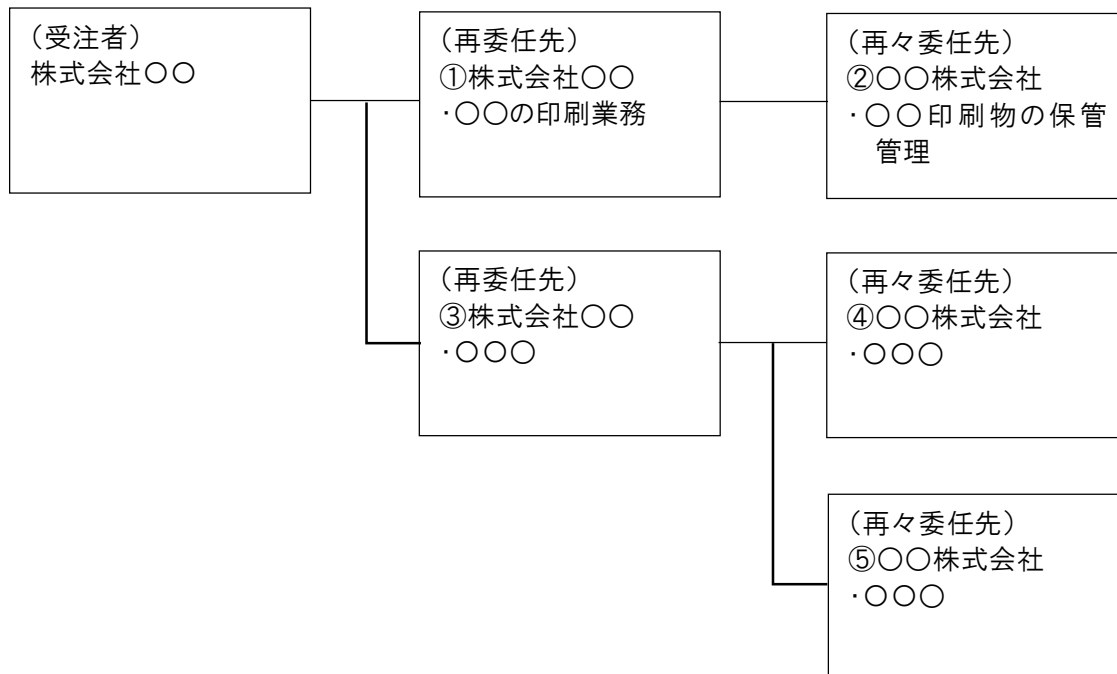 （受注者）
株式会社〇〇
（再委任先）
①株式会社〇〇
・〇〇の印刷業務
（再々委任先）
②〇〇株式会社
・〇〇印刷物の保管
管理
（再委任先）
③株式会社〇〇
・〇〇〇
（再々委任先）
④〇〇株式会社
・〇〇〇
（再々委任先）
⑤〇〇株式会社
・〇〇〇